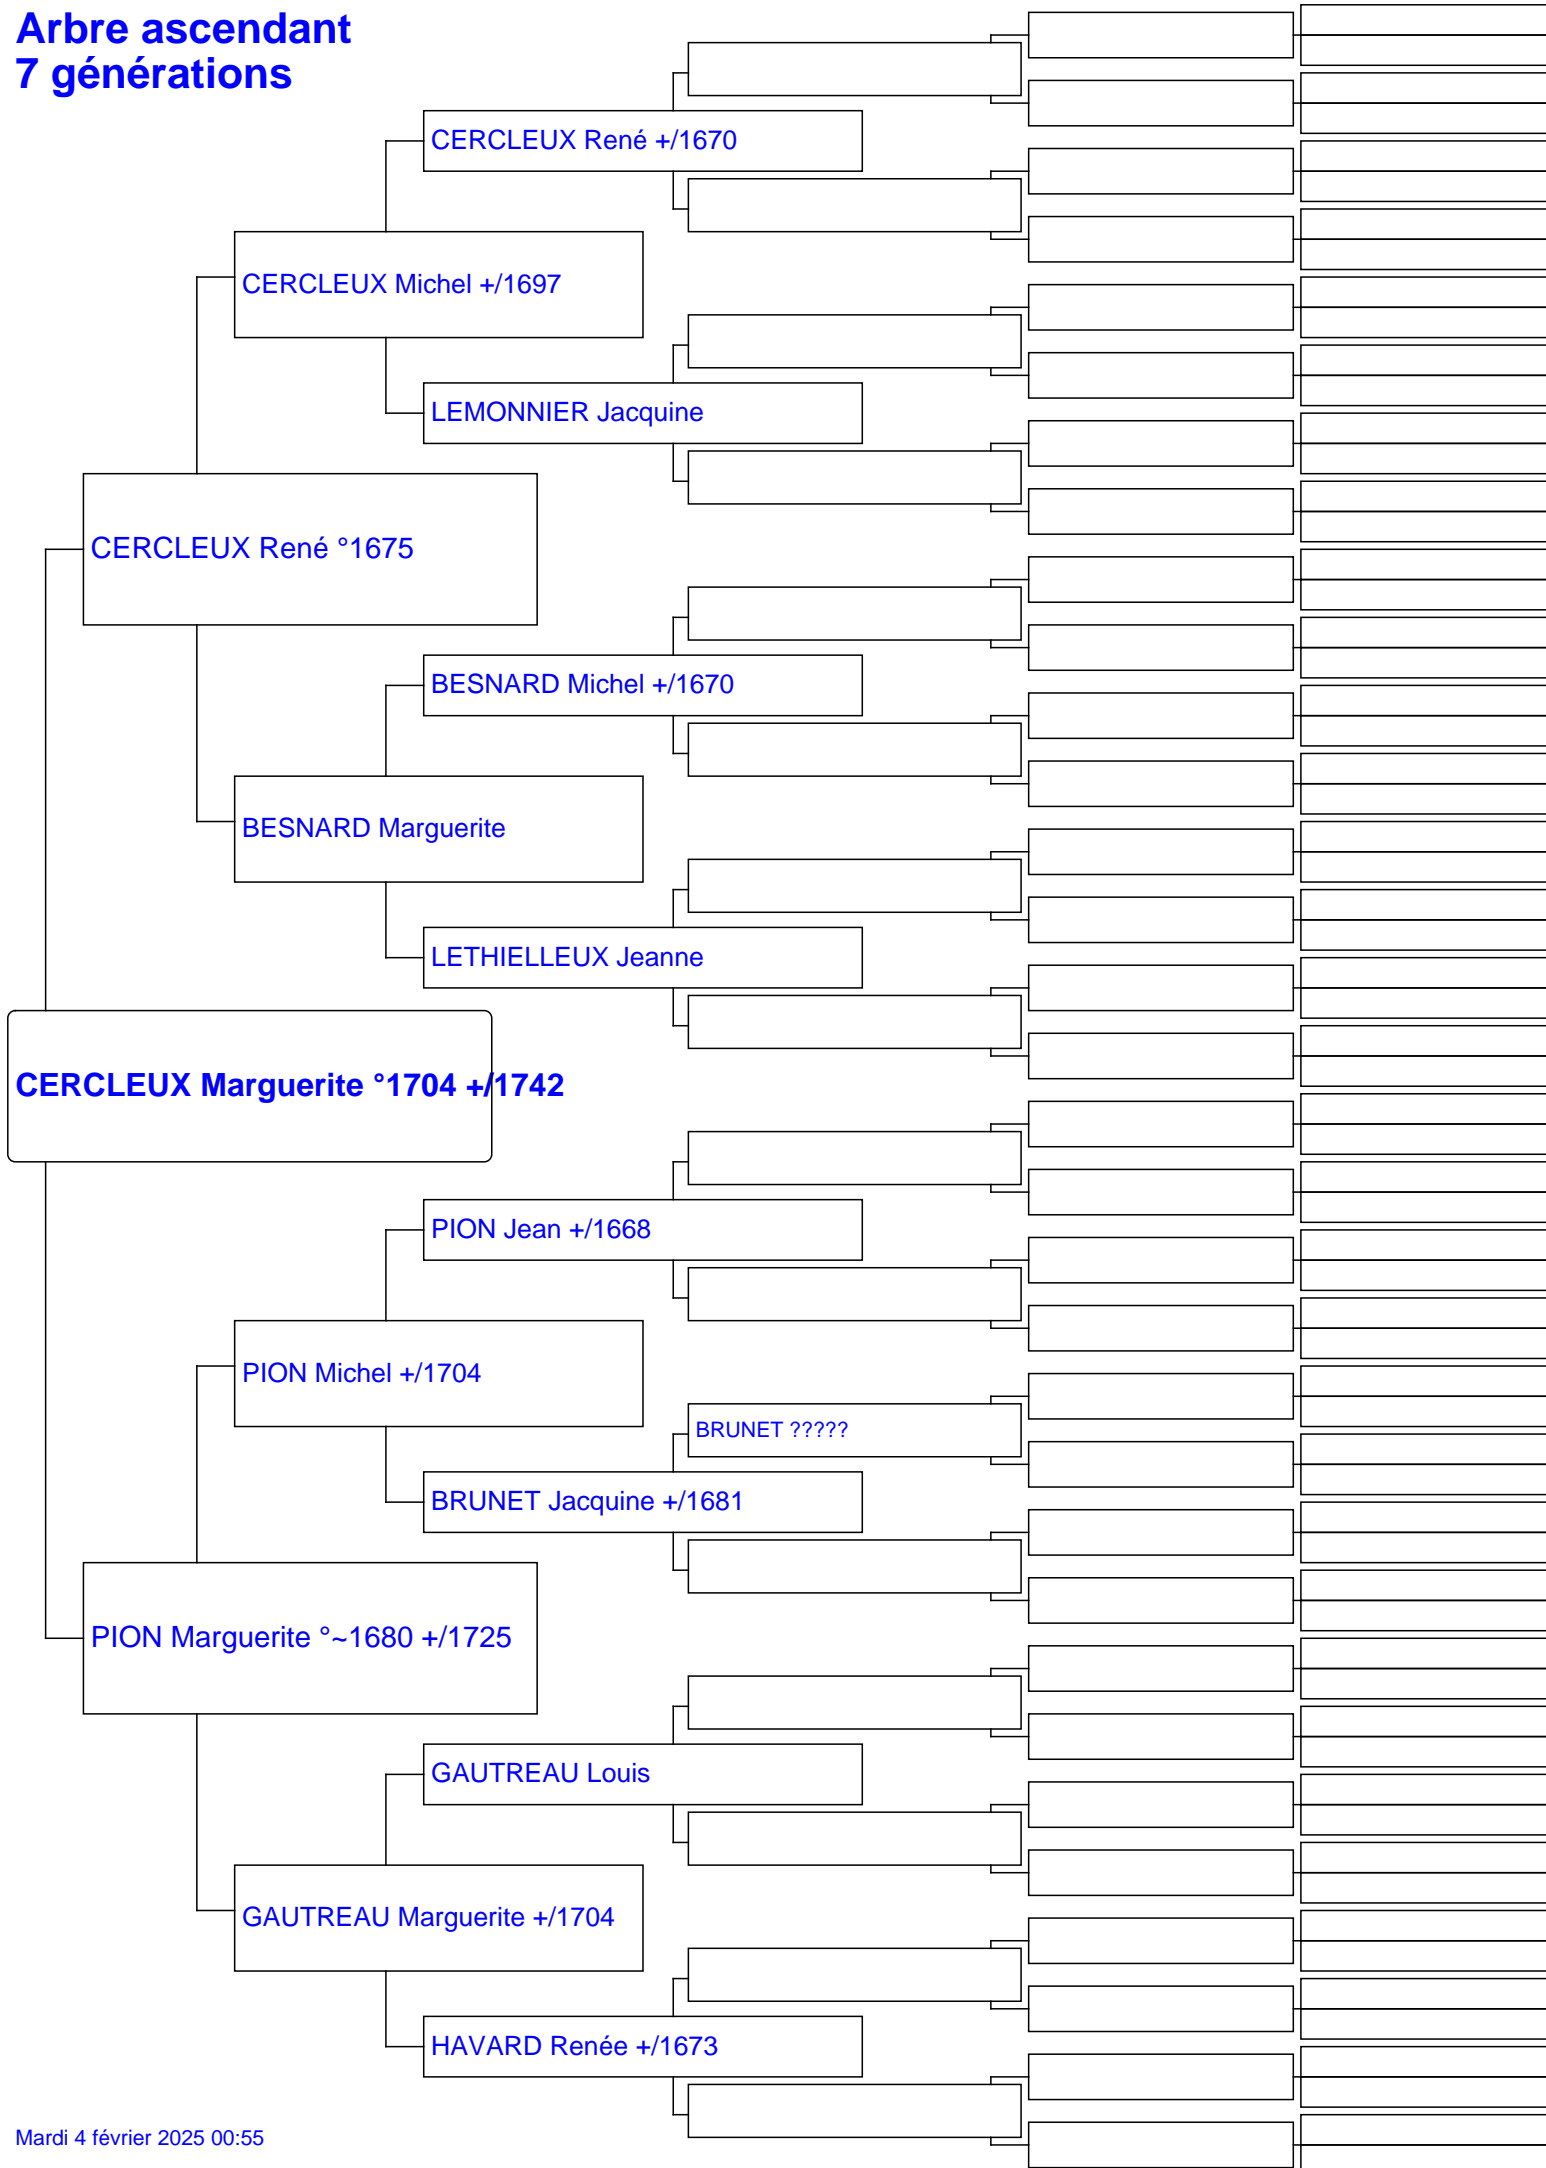 Arbre ascendant
7 générations
CERCLEUX René +/1670
CERCLEUX Michel +/1697
LEMONNIER Jacquine
CERCLEUX René °1675
BESNARD Michel +/1670
BESNARD Marguerite
LETHIELLEUX Jeanne
CERCLEUX Marguerite °1704 +/1742
PION Jean +/1668
PION Michel +/1704
BRUNET ?????
BRUNET Jacquine +/1681
PION Marguerite °~1680 +/1725
GAUTREAU Louis
GAUTREAU Marguerite +/1704
HAVARD Renée +/1673
Mardi 4 février 2025 00:55